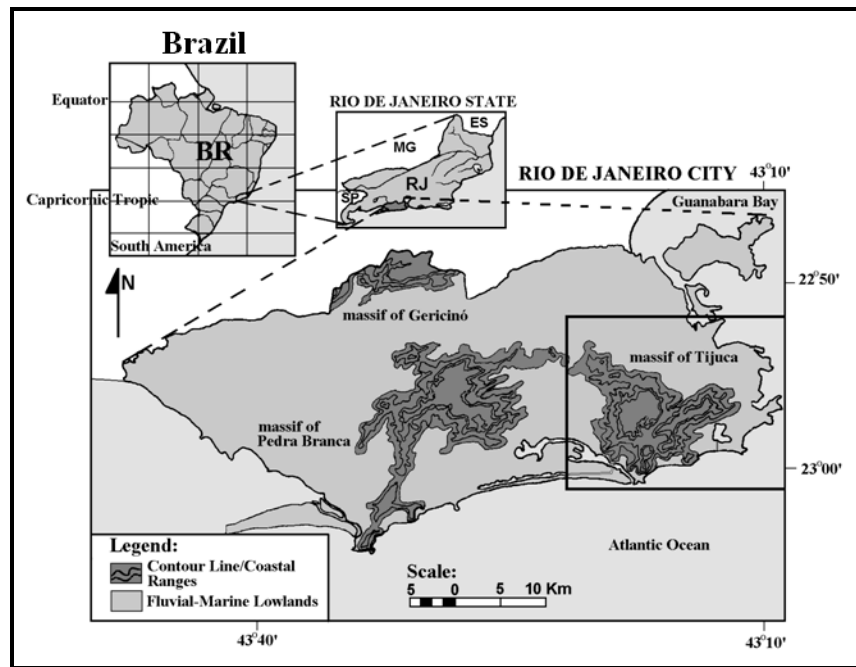 Brazil
Equator
BR
Capricornic Tropic
South America
RIO DE JANEIRO STATE
MG
ES
RJ
SP
RIO DE JANEIRO CITY
43°10'
Guanabara Bay
N
22°50'
massif of Gericinó
massif of Tijuca
massif of
Pedra Branca
23°00'
Atlantic Ocean
Legend:
Contour Line/Coastal
Ranges
Fluvial-Marine Lowlands
Scale:
5 0 5 10 Km
43°40'
43°10'